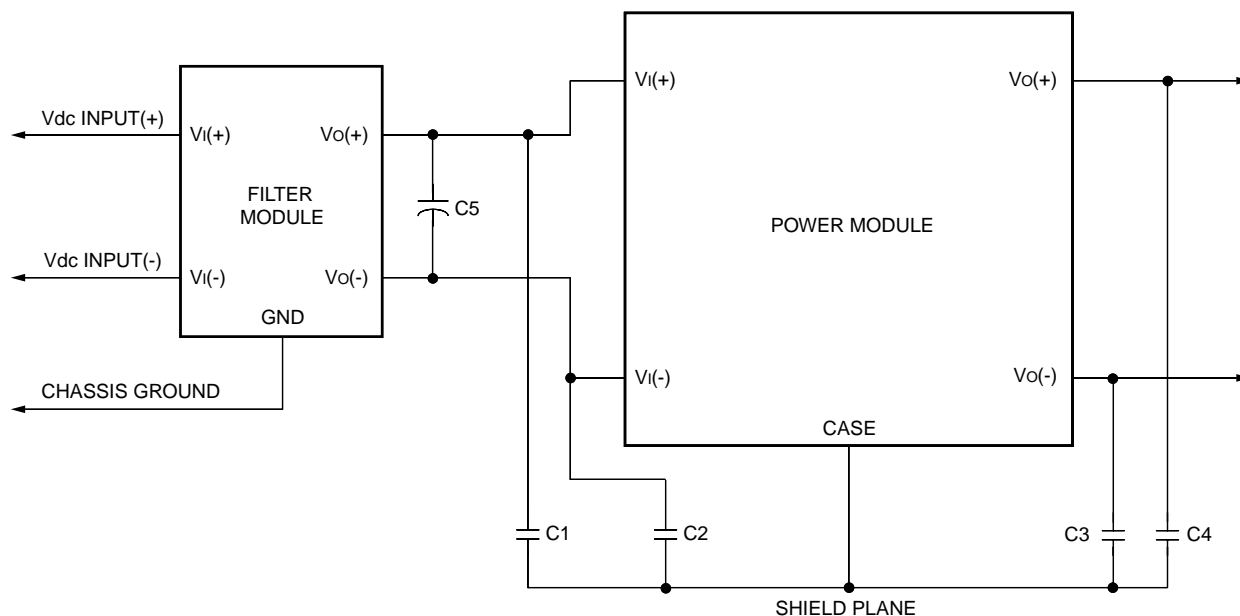 Vdc INPUT(+)
VI(+)
VO(+)
FILTER
MODULE
C5
Vdc INPUT(-)
VI(-)
VO(-)
GND
CHASSIS GROUND
VI(+)
VO(+)
POWER MODULE
VI(-)
VO(-)
CASE
C1
C2
C3
C4
SHIELD PLANE